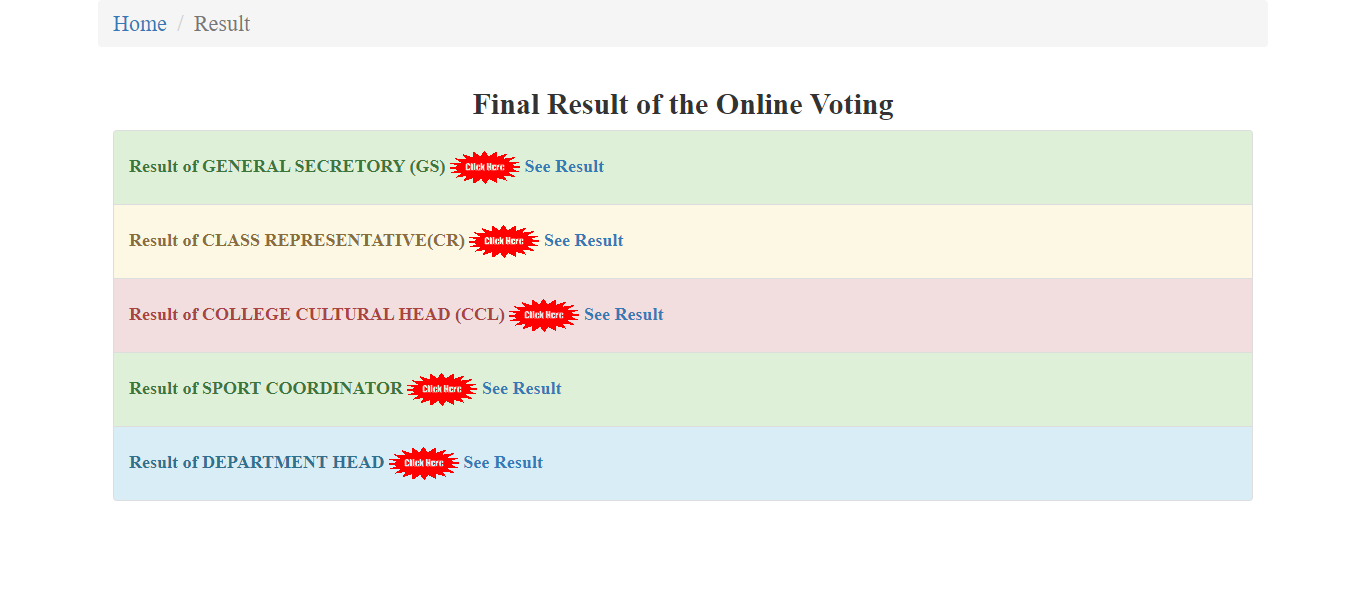 Home / Result
Final Result of the Online Voting
Result of GENERAL SECRETORY (GS) Click Here See Result
Result of CLASS REPRESENTATIVE(CR) Click Here See Result
Result of COLLEGE CULTURAL HEAD (CCL) Click Here See Result
Result of SPORT COORDINATOR Click Here See Result
Result of DEPARTMENT HEAD Click Here See Result